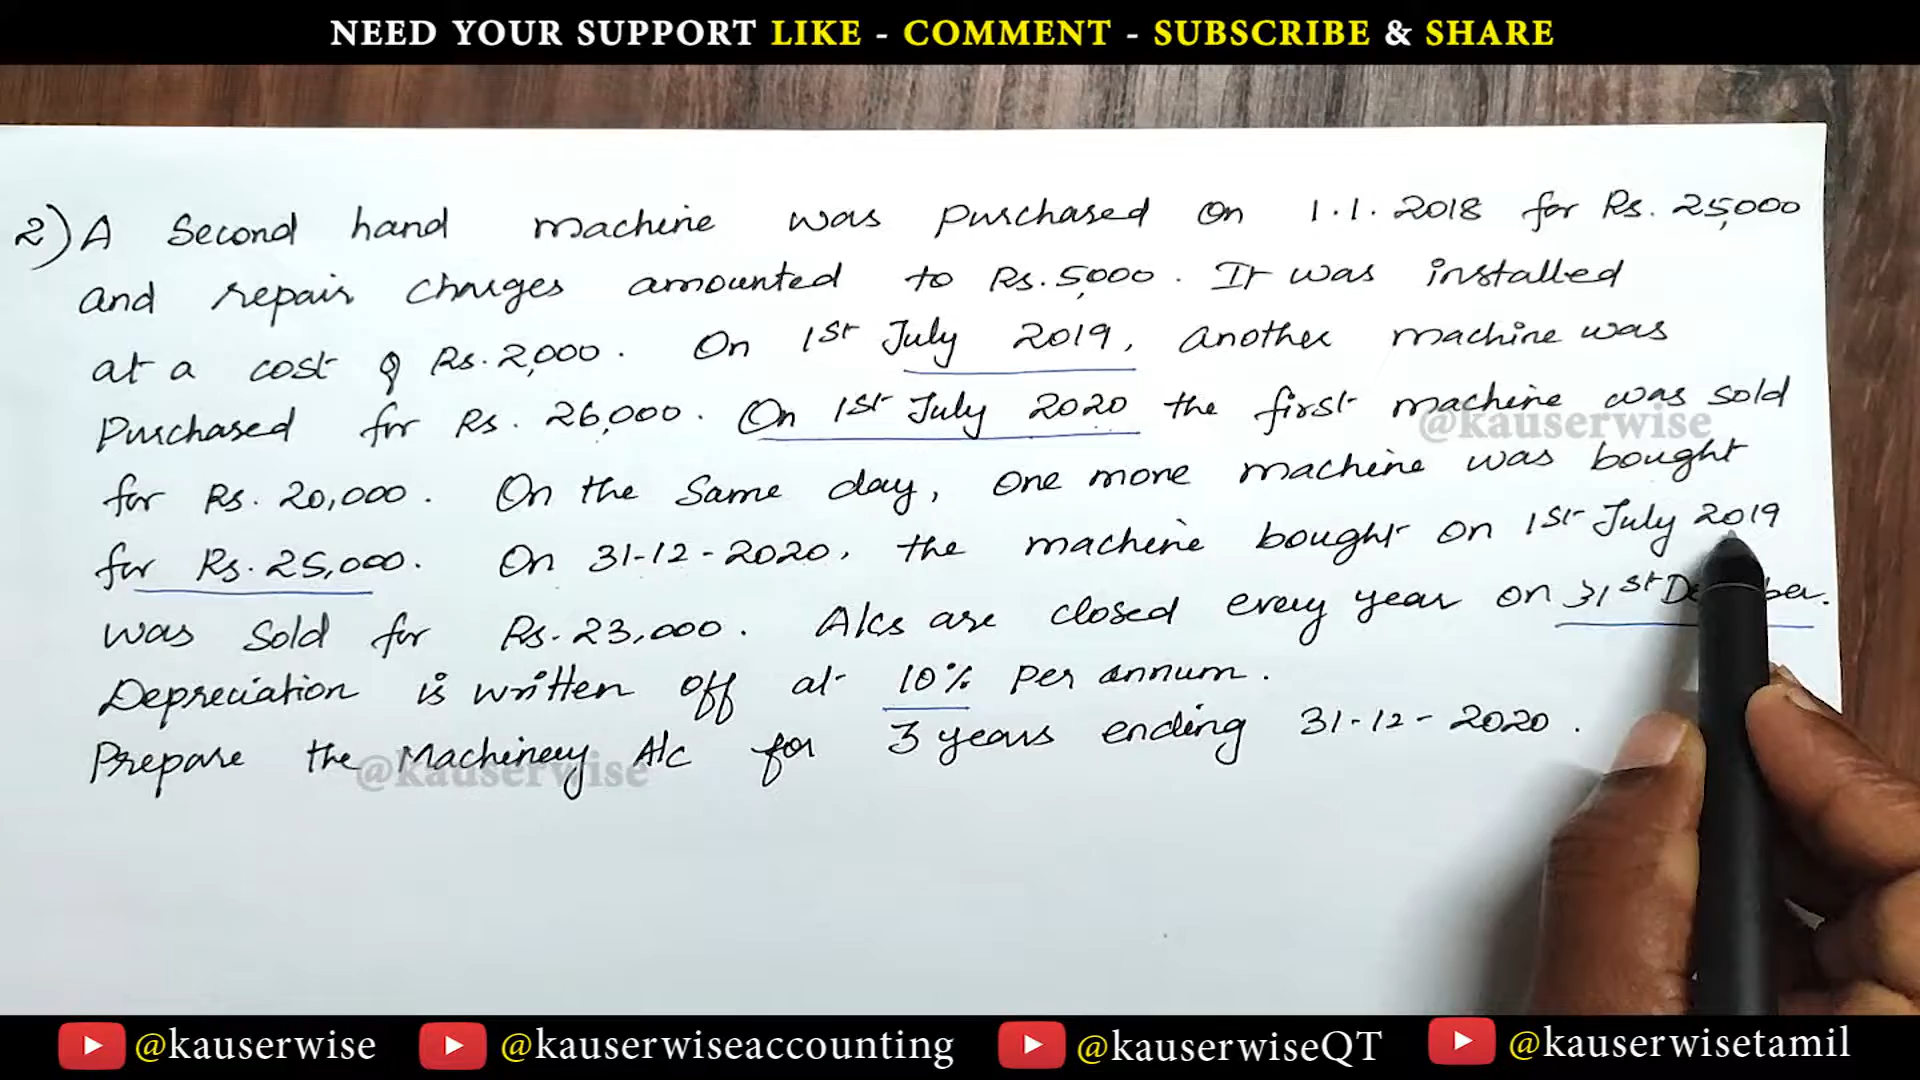 NEED YOUR SUPPORT LIKE - COMMENT - SUBSCRIBE & SHARE
2) A Second hand machine was purchased on 1.1.2018 for Rs. 25,000
and repair charges amounted to Rs.5,000. It was installed
at a cost of Rs.2,000. On 1st July 2019, another machine was
Purchased for Rs. 26,000. On 1st July 2020 the first machine was sold
@kauserwise
for Rs. 20,000. On the same day, one more machine was bought
for Rs.25,000. On 31-12-2020, the machine bought on 1st July 2019
was sold for Rs.23,000. A/cs are closed every year on 31st
Depreciation is written off at 10% per annum.
Prepare the Machinery A/c for 3 years ending 31-12-2020.
@kauserwise
@kauserwise @kauserwiseaccounting @kauserwiseQT @kauserwisetamil